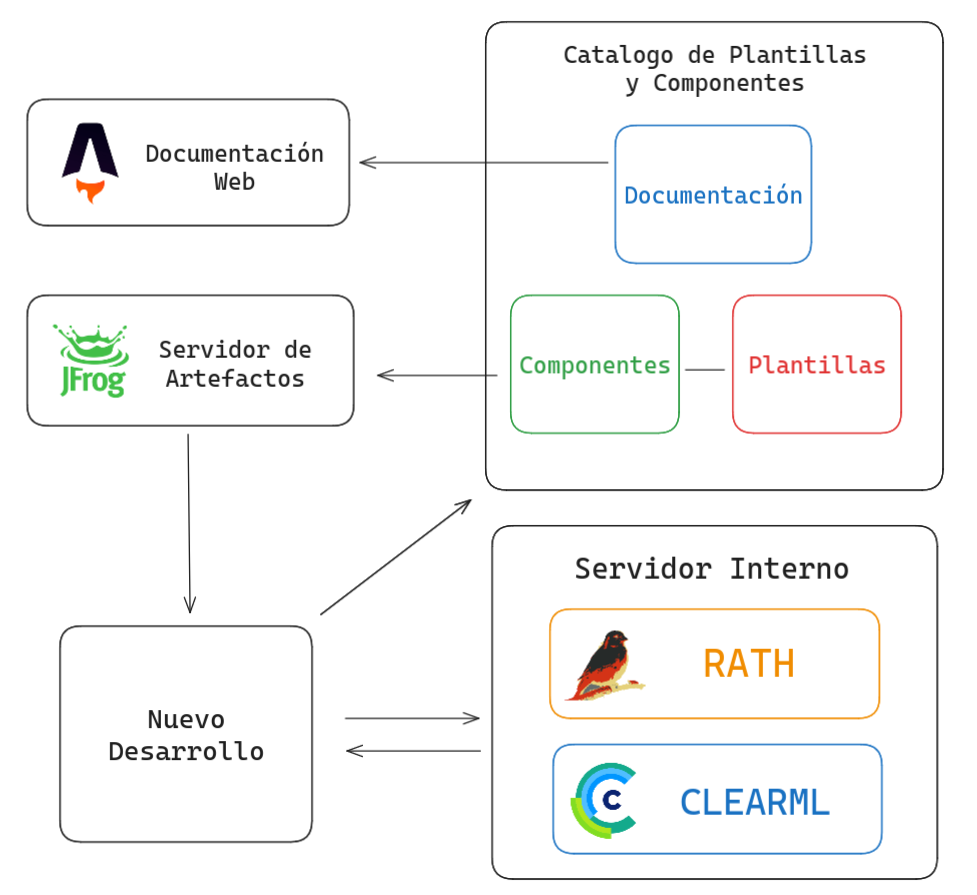 Catalogo de Plantillas
y Componentes
Documentación
Web
Documentación
JFrog
Servidor de
Artefactos
Componentes
Plantillas
Servidor Interno
RATH
Nuevo
Desarrollo
C
CLEARML